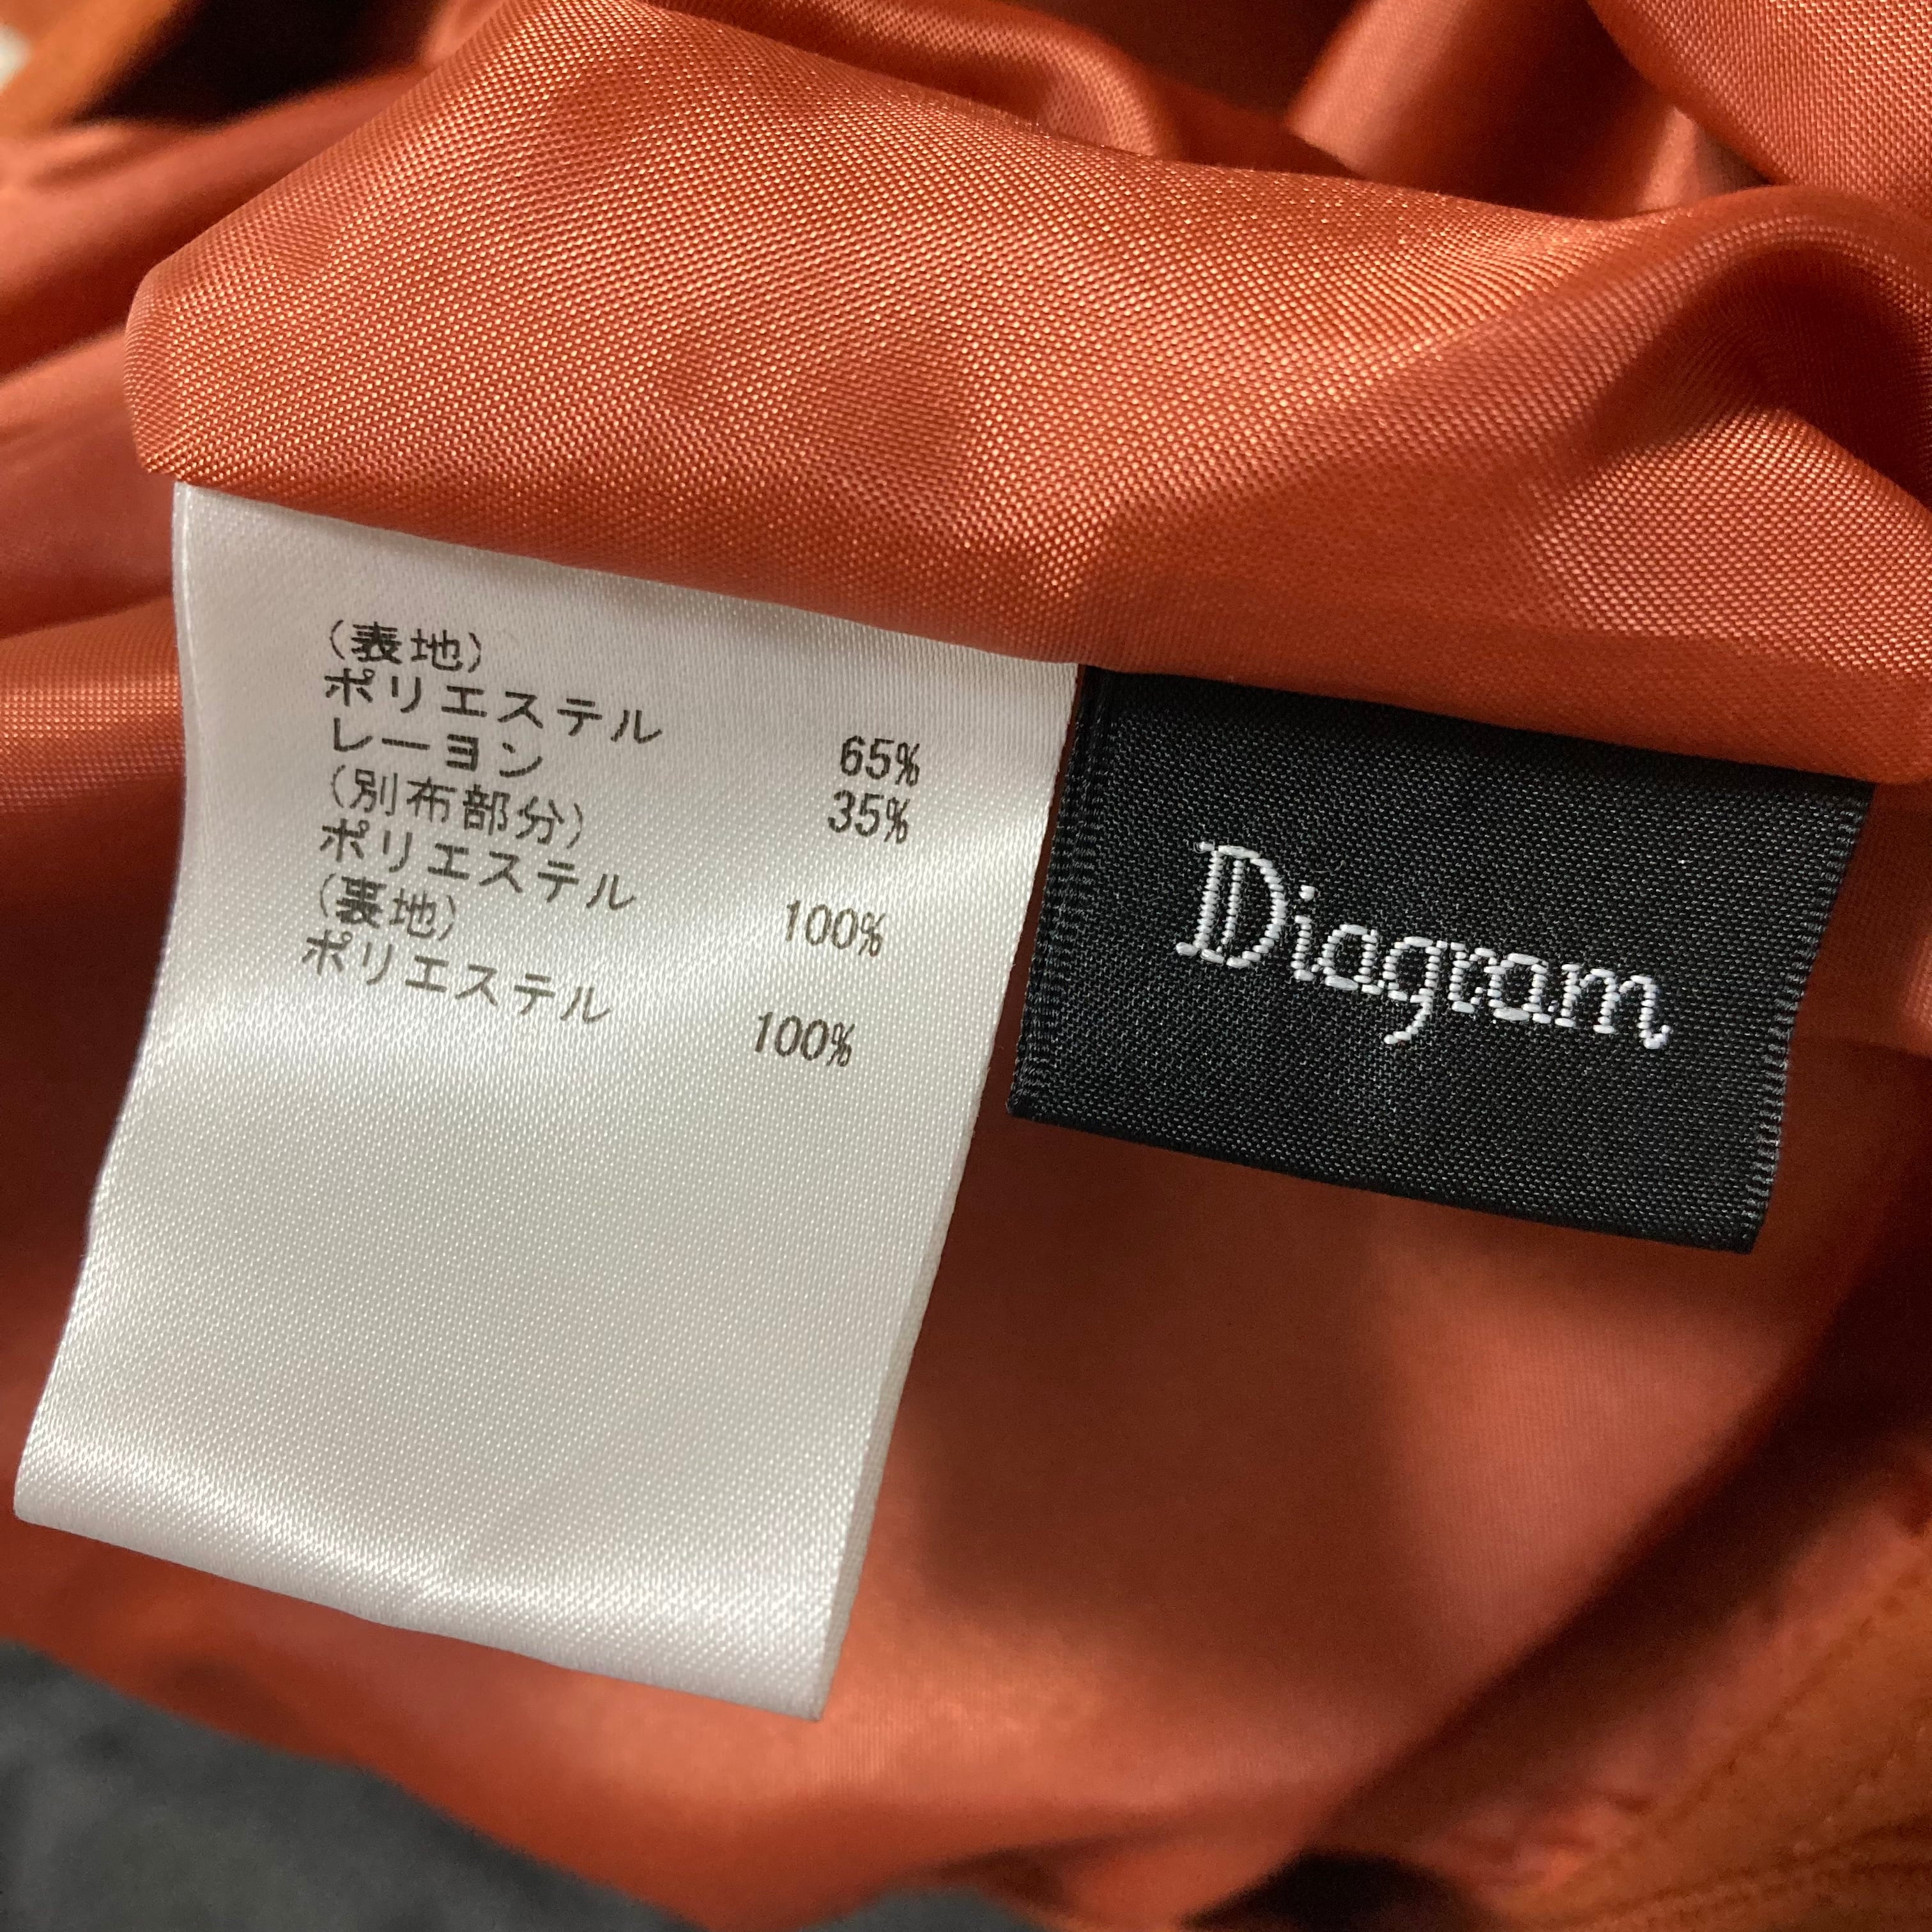 (表地)
ポリエステル 65%
レーヨン 35%
(別布部分)
ポリエステル 100%
(裏地)
ポリエステル 100%
Diagram